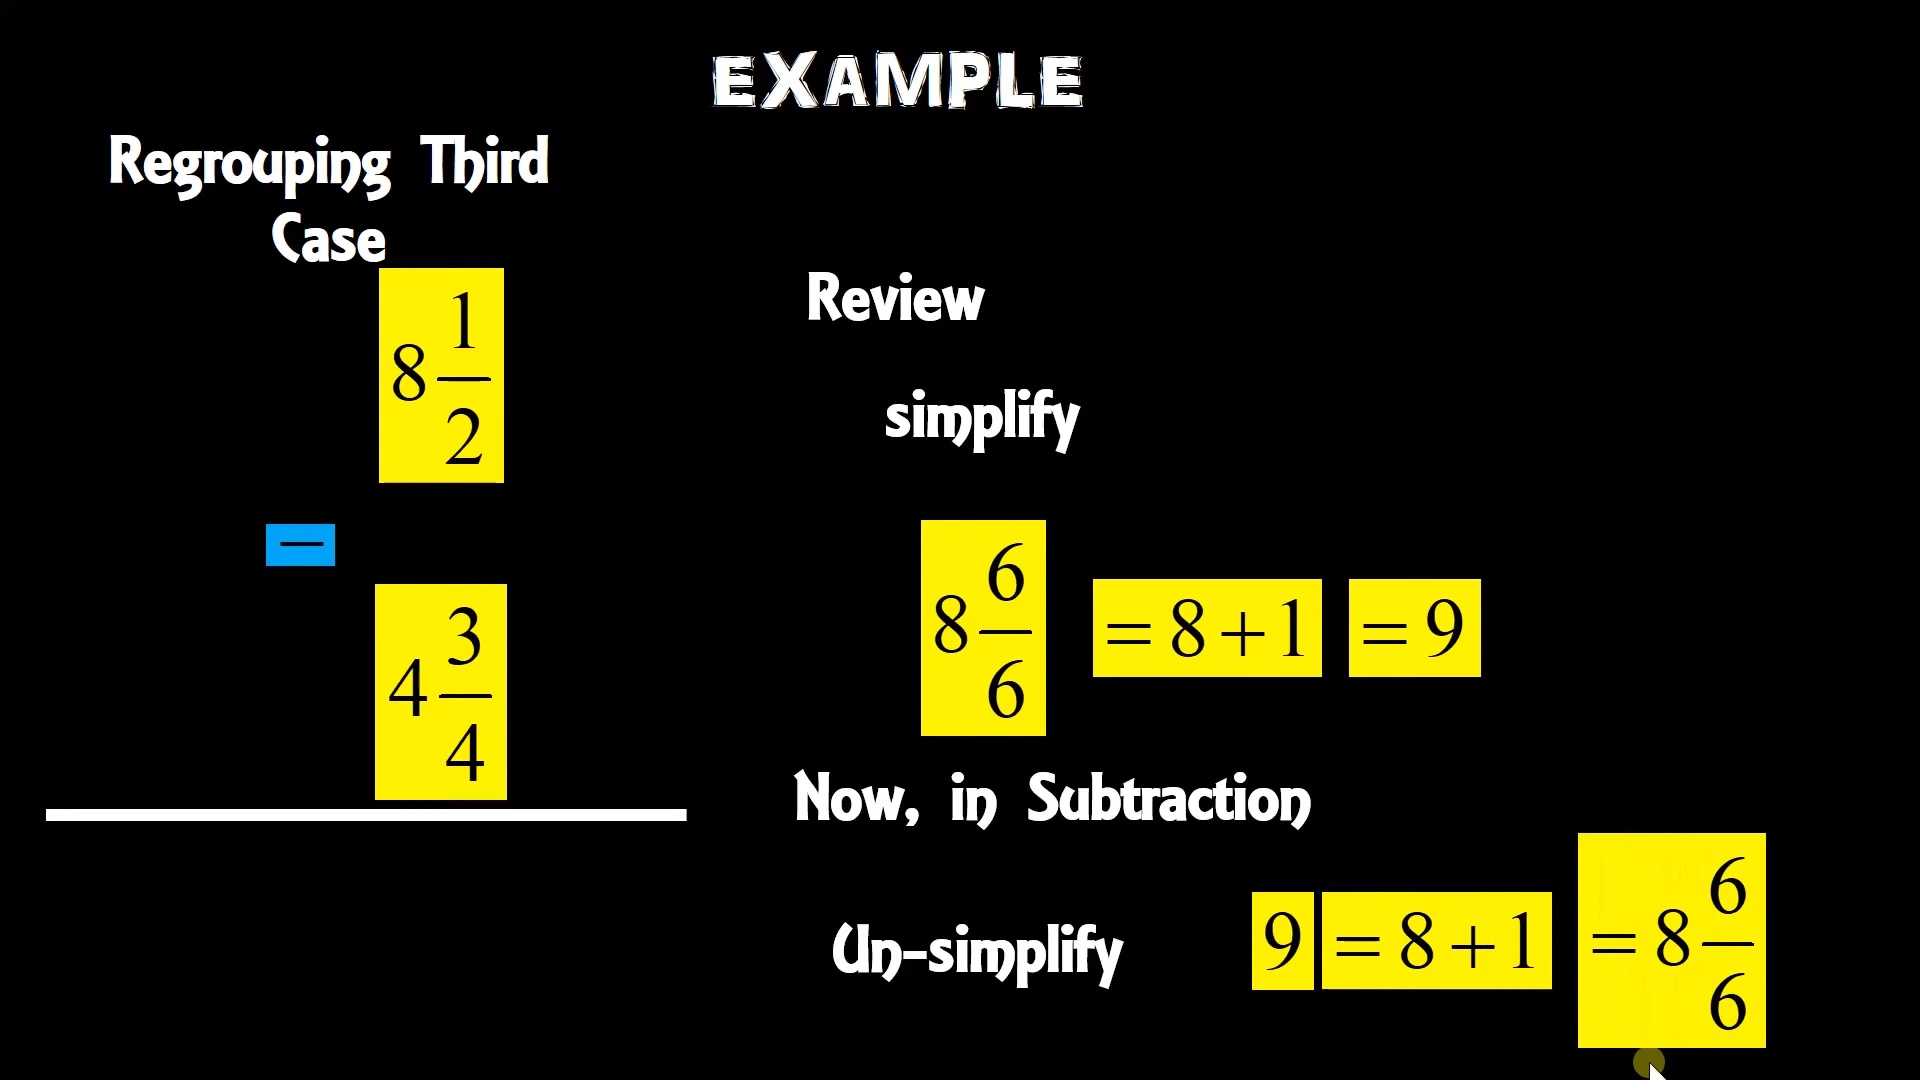 EXAMPLE
Regrouping Third
Case
8 1/2
−
4 3/4
Review
simplify
8 6/6 = 8 + 1 = 9
Now, in Subtraction
Un-simplify 9 = 8 + 1 = 8 6/6